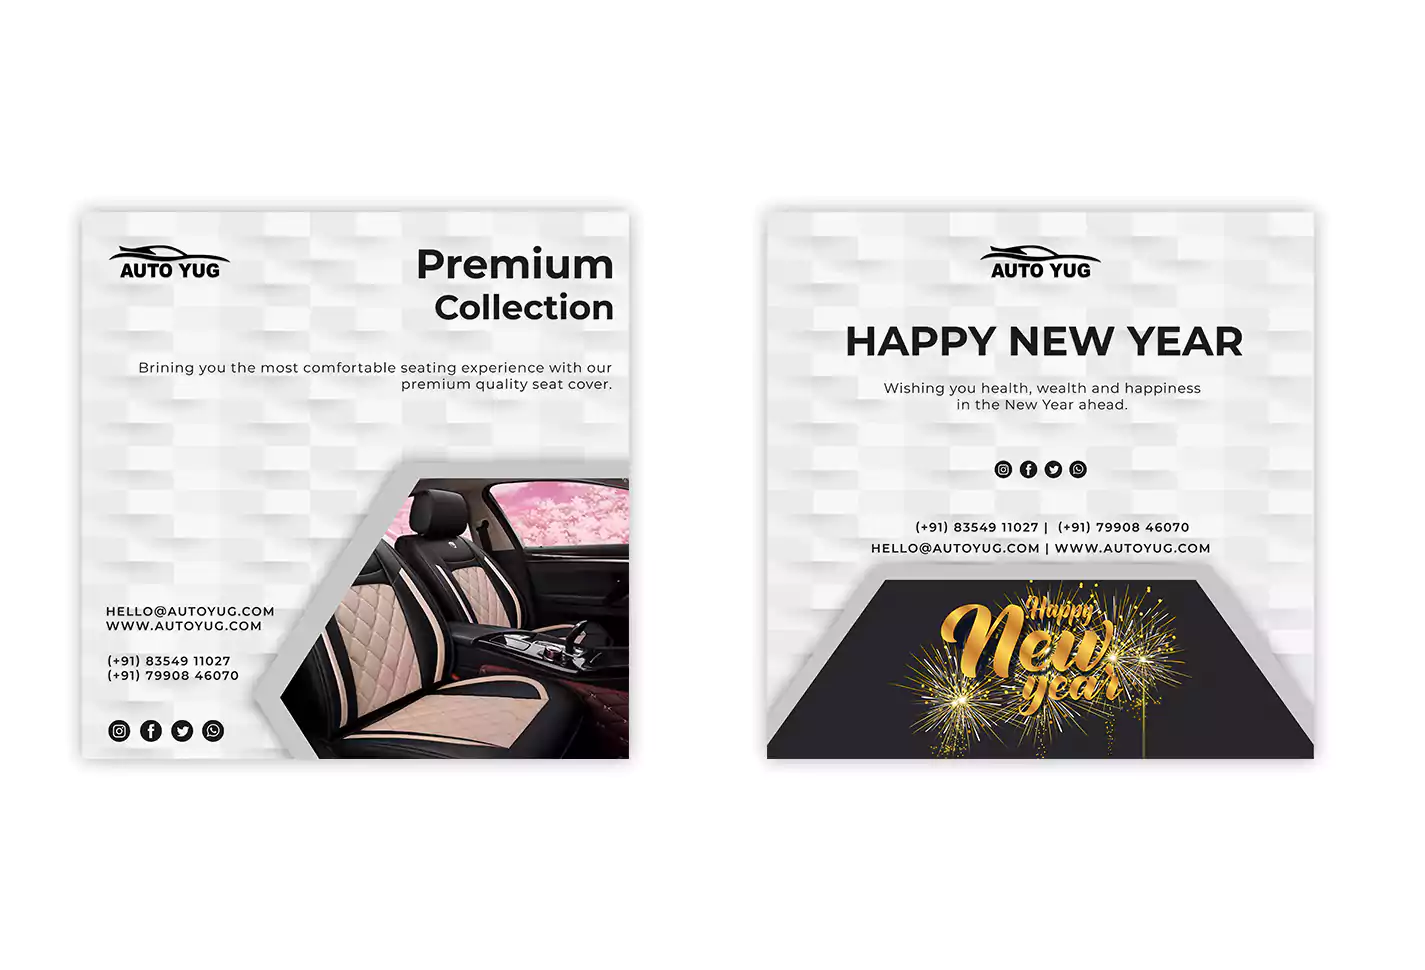 AUTO YUG
Premium
Collection
Brining you the most comfortable seating experience with our
premium quality seat cover.
HELLO@AUTOYUG.COM
WWW.AUTOYUG.COM
(+91) 83549 11027
(+91) 79908 46070
AUTO YUG
HAPPY NEW YEAR
Wishing you health, wealth and happiness
in the New Year ahead.
(+91) 83549 11027 | (+91) 79908 46070
HELLO@AUTOYUG.COM | WWW.AUTOYUG.COM
Happy
New
year